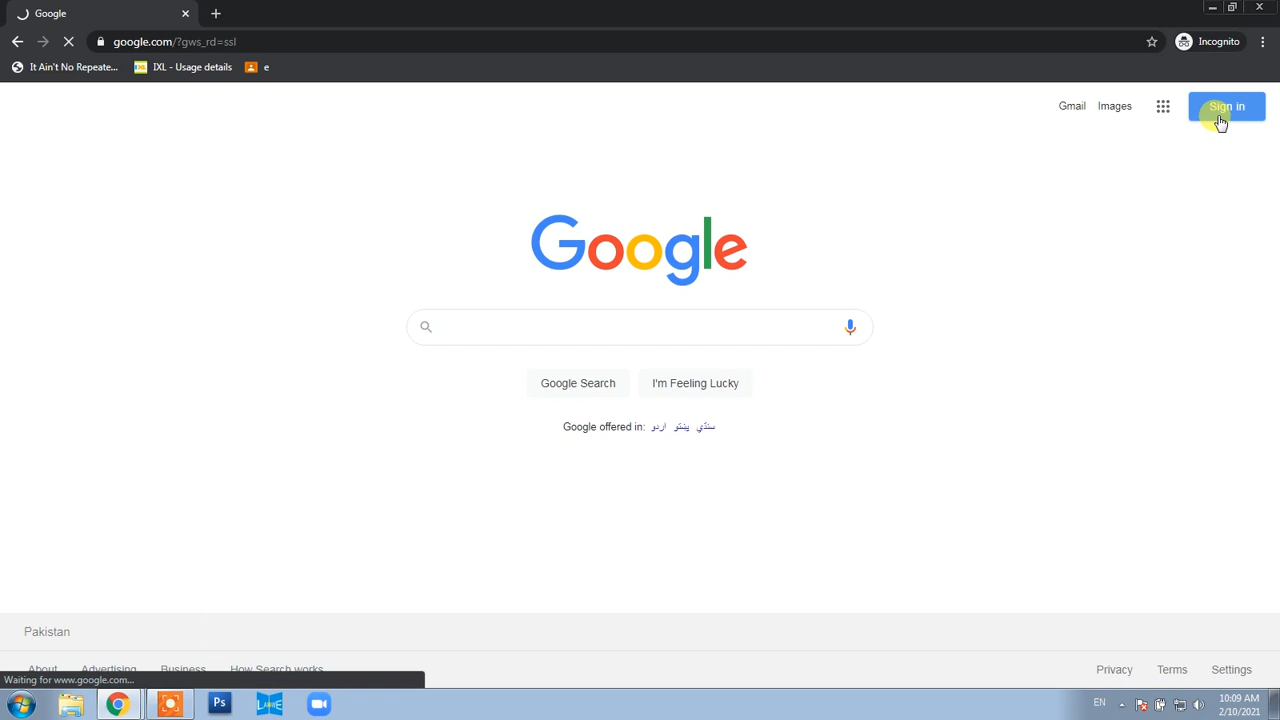 Google
google.com/?gws_rd=ssl
Incognito
It Ain't No Repeate...
IXL
IXL - Usage details
e
Gmail
Images
Sign in
Google
Google Search
I'm Feeling Lucky
Google offered in: اردو پښتو سنڌي
Pakistan
About
Advertising
Business
How Search works
Privacy
Terms
Settings
Waiting for www.google.com...
Ps
EN
10:09 AM
2/10/2021